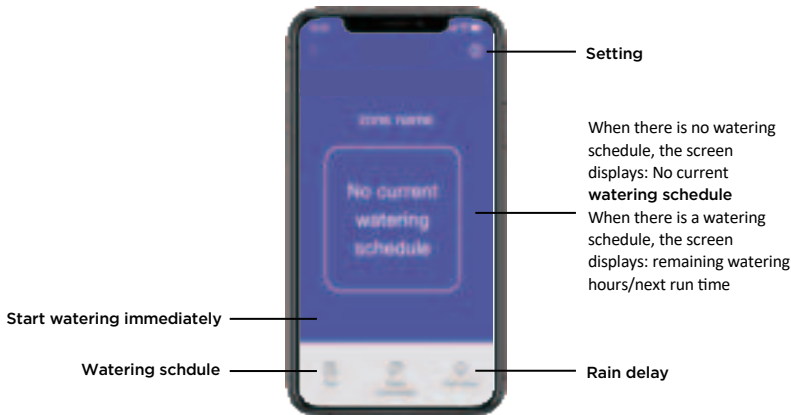 Setting
zone name
No current
watering
schedule
When there is no watering
schedule, the screen
displays: No current
watering schedule
When there is a watering
schedule, the screen
displays: remaining watering
hours/next run time
Start watering immediately
Watering schdule
Rain delay